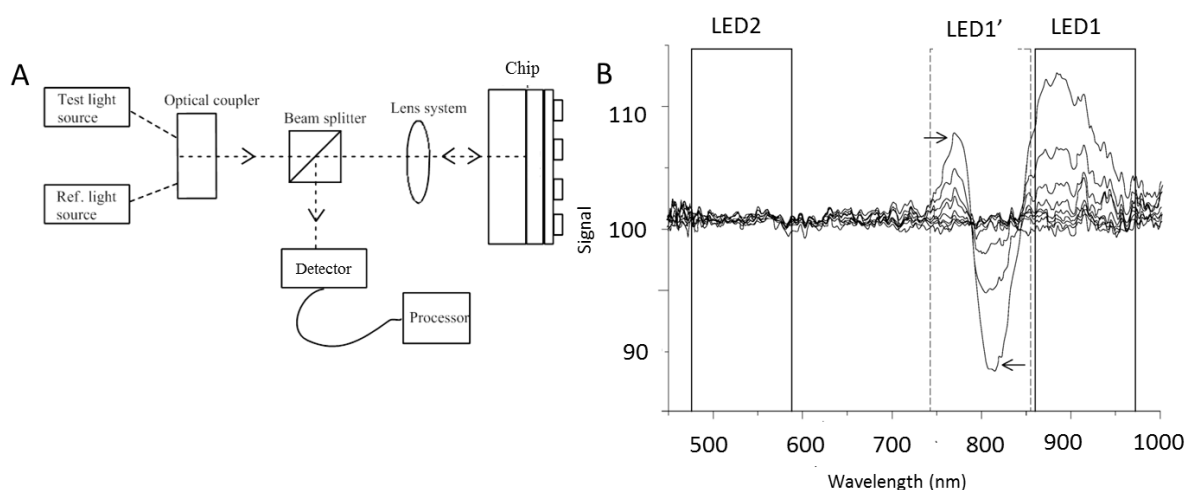 A
Test light
source
Ref. light
source
Optical coupler
Beam splitter
Lens system
Chip
Detector
Processor
B
LED2
LED1’
LED1
Signal
110
100
90
500
600
700
800
900
1000
Wavelength (nm)